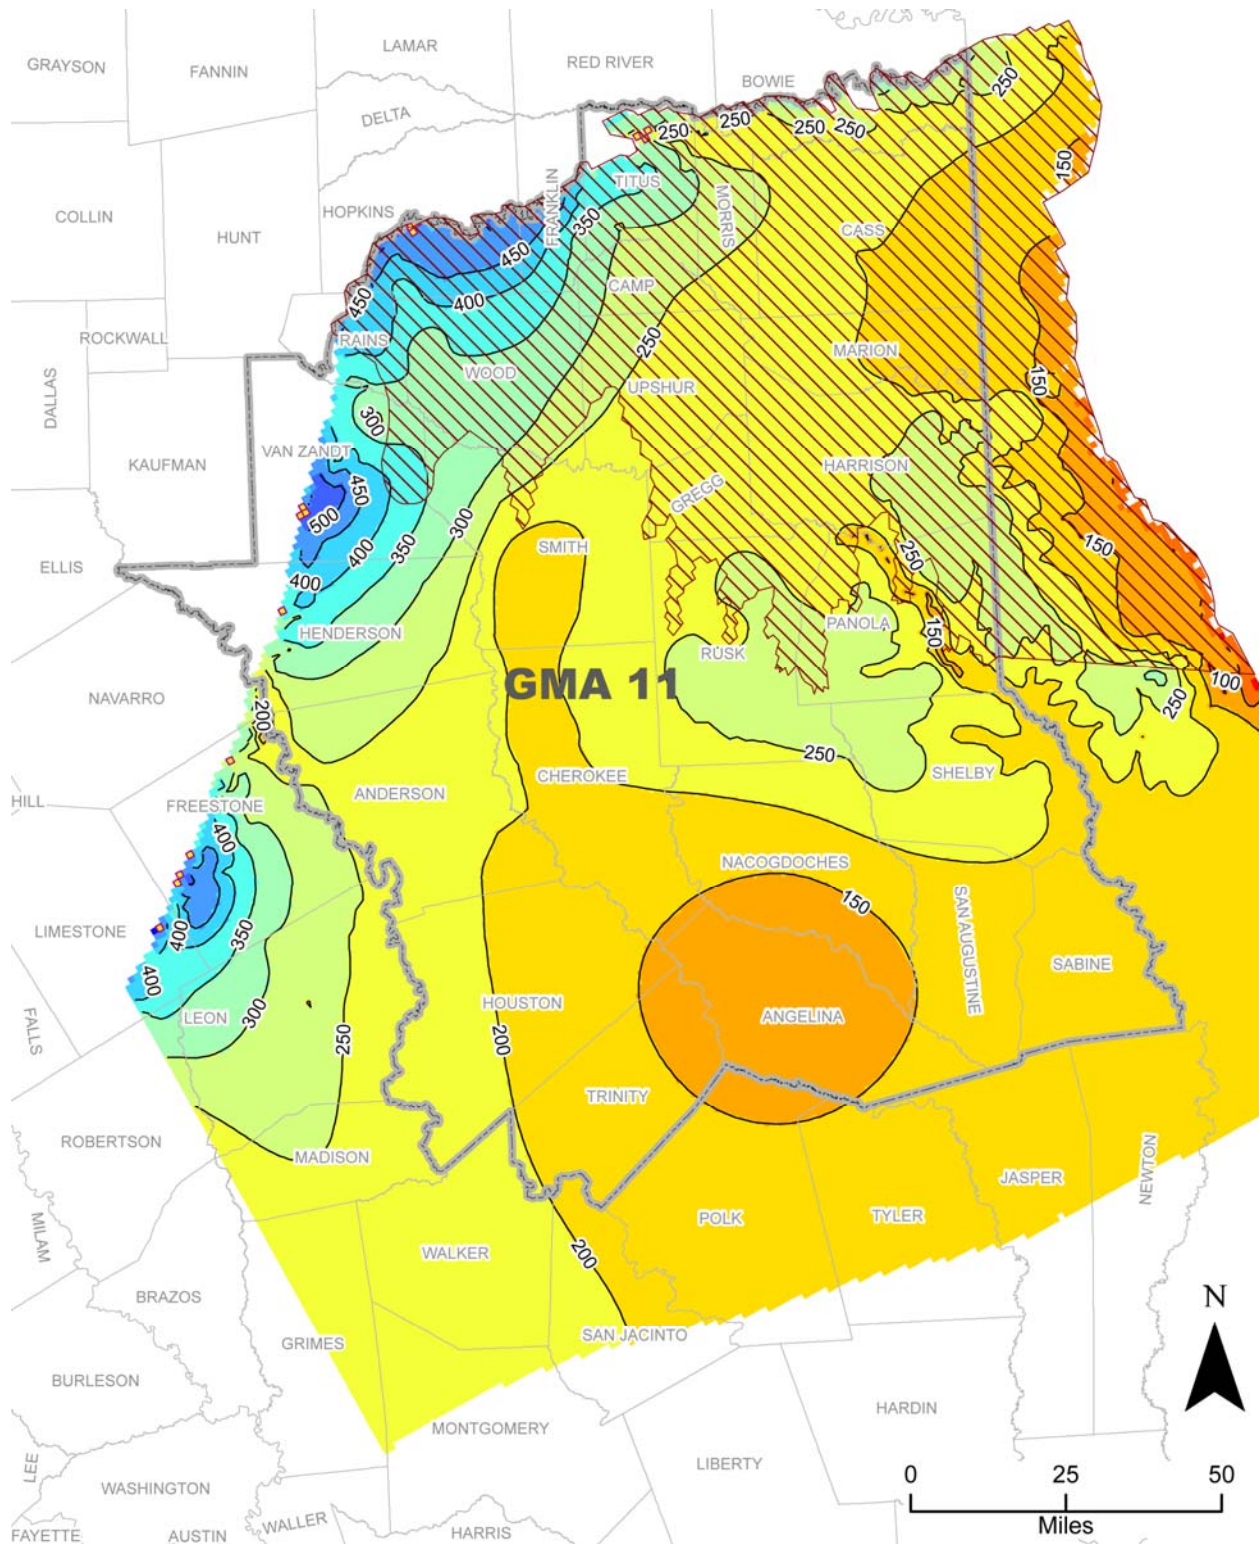 LAMAR
GRAYSON
FANNIN
RED RIVER
BOWIE
250
DELTA
250
250
250
250
150
TITUS
FRANKLIN
MORRIS
COLLIN
HOPKINS
350
HUNT
CASS
450
CAMP
450
400
ROCKWALL
RAINS
250
MARION
WOOD
DALLAS
UPSHUR
150
300
VAN ZANDT
KAUFMAN
HARRISON
450
GREGG
500
300
SMITH
150
400
350
250
ELLIS
400
HENDERSON
PANOLA
150
RUSK
GMA 11
100
NAVARRO
200
250
250
SHELBY
CHEROKEE
HILL
FREESTONE
ANDERSON
400
NACOGDOCHES
150
SAN AUGUSTINE
LIMESTONE
400
350
SABINE
400
HOUSTON
FALLS
LEON
300
ANGELINA
250
200
TRINITY
ROBERTSON
MADISON
NEWTON
JASPER
MILAM
POLK
TYLER
WALKER
200
BRAZOS
N
SAN JACINTO
GRIMES
BURLESON
HARDIN
MONTGOMERY
LEE
LIBERTY
0 25 50
WASHINGTON
Miles
WALLER
FAYETTE
AUSTIN
HARRIS